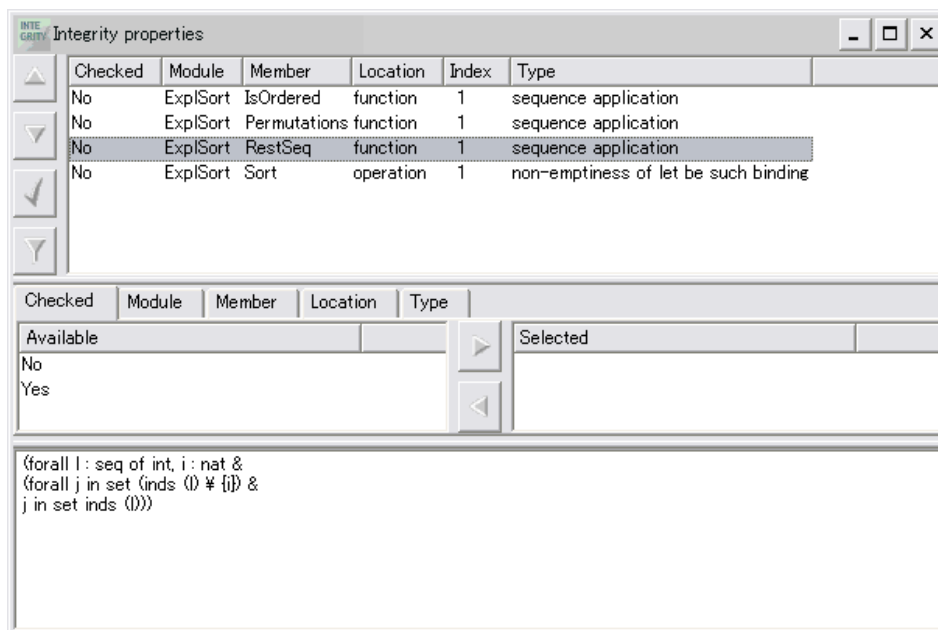 INTE
GRITY Integrity properties
Checked Module Member Location Index Type
No ExplSort IsOrdered function 1 sequence application
No ExplSort Permutations function 1 sequence application
No ExplSort RestSeq function 1 sequence application
No ExplSort Sort operation 1 non-emptiness of let be such binding
Checked Module Member Location Type
Available Selected
No
Yes
(forall l : seq of int, i : nat &
(forall j in set (inds (l) ¥ {i}) &
j in set inds (l)))